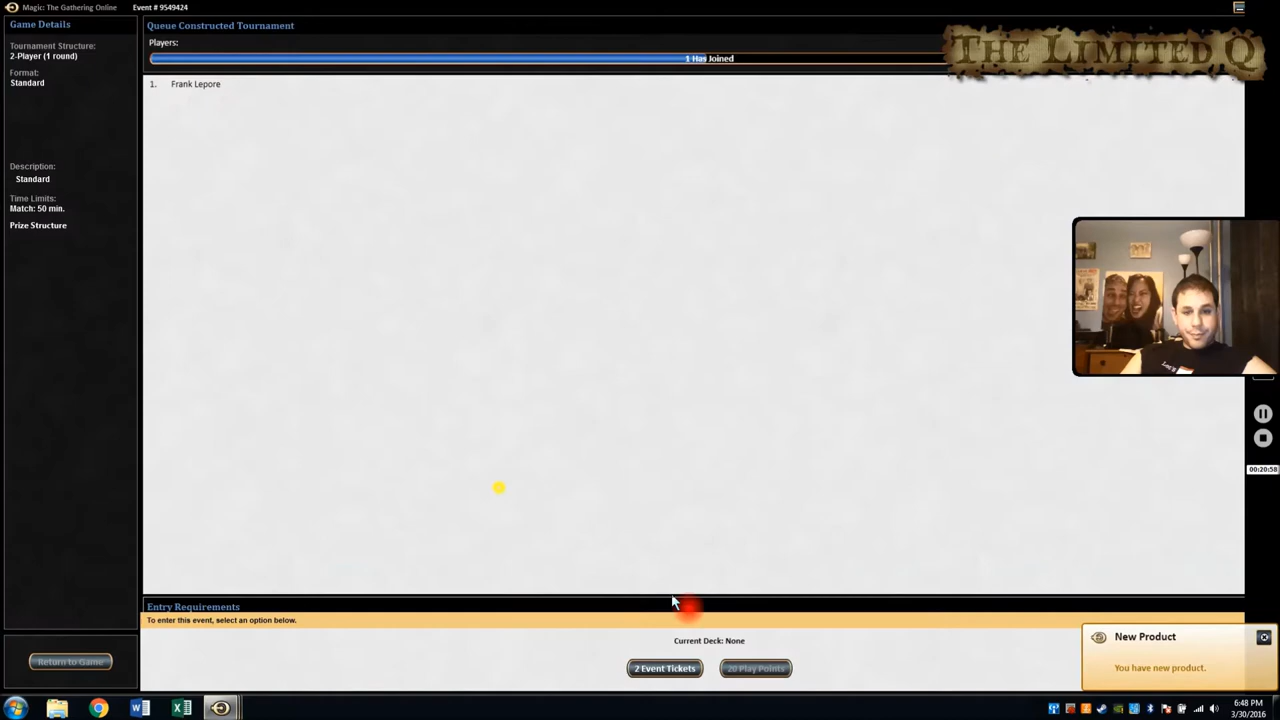 Magic: The Gathering Online
Event # 9549424
Game Details
Tournament Structure:
2-Player (1 round)
Format:
Standard
Description:
Standard
Time Limits:
Match: 50 min.
Prize Structure
Return to Game
Queue Constructed Tournament
Players:
1 Has Joined
THE LIMITED Q
1. Frank Lepore
00:20:58
Entry Requirements
To enter this event, select an option below.
Current Deck: None
2 Event Tickets
20 Play Points
New Product
You have new product.
6:48 PM
3/30/2016